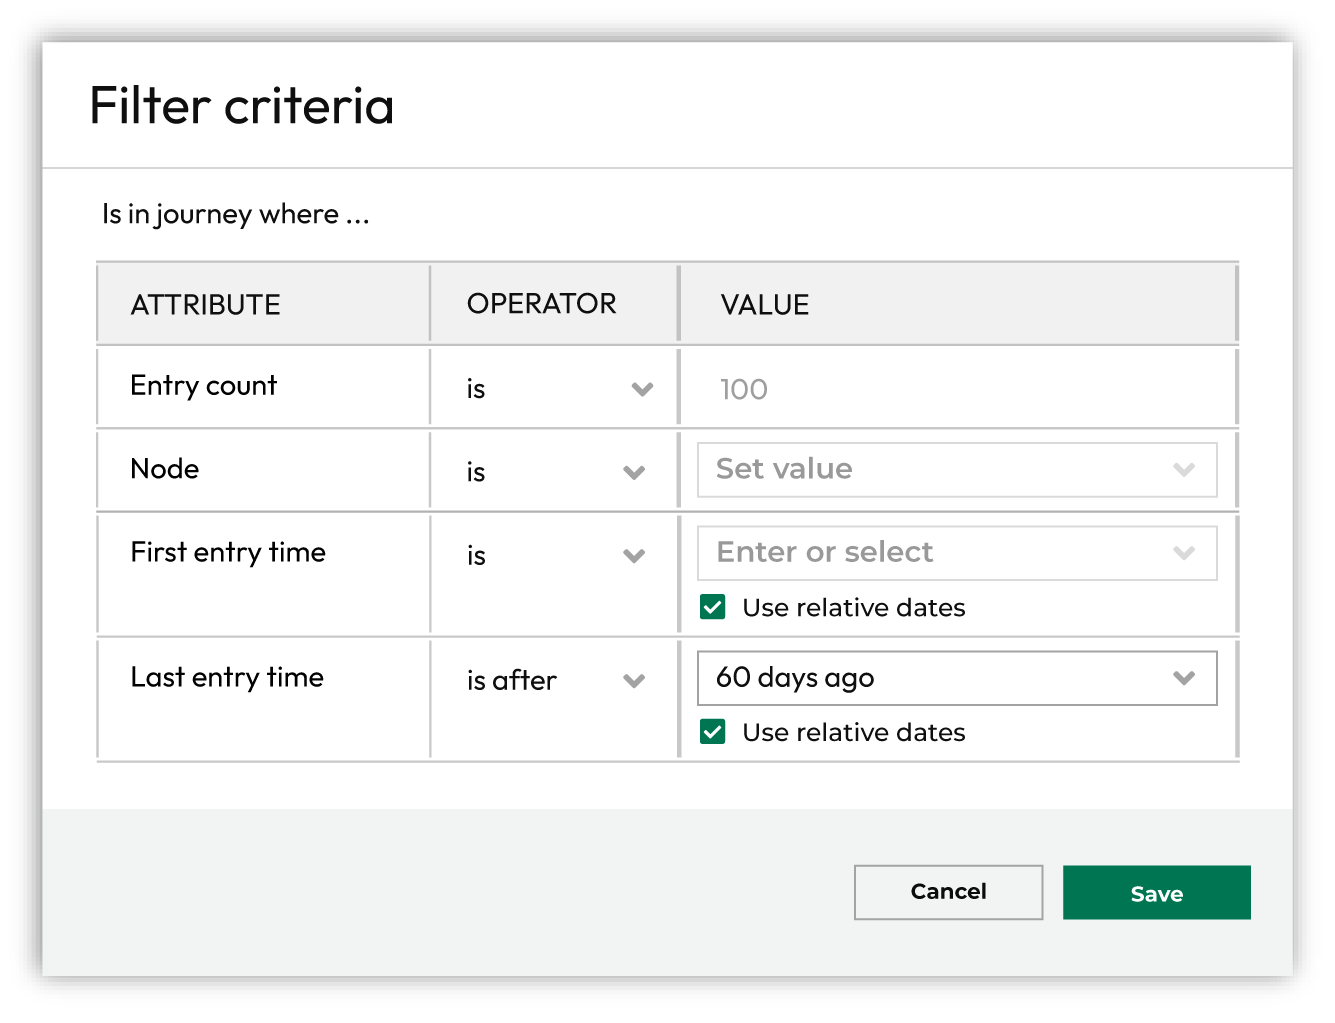 Filter criteria
Is in journey where ...
ATTRIBUTE OPERATOR VALUE
Entry count is 100
Node is Set value
First entry time is Enter or select
Use relative dates
Last entry time is after 60 days ago
Use relative dates
Cancel Save